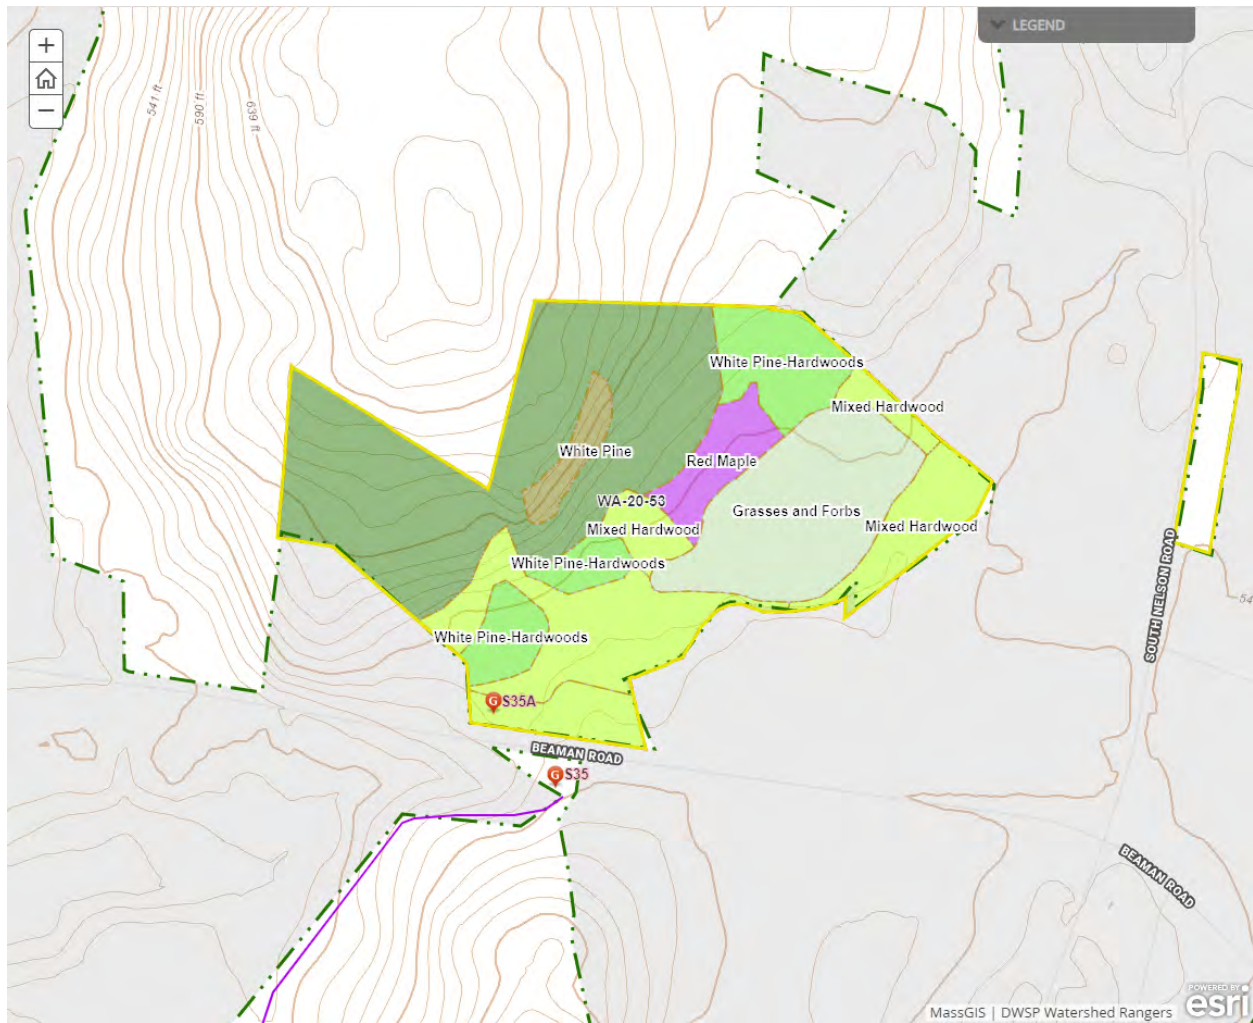 LEGEND
+
−
541 ft
590 ft
639 ft
White Pine-Hardwoods
Mixed Hardwood
White Pine
Red Maple
WA-20-53
Grasses and Forbs
Mixed Hardwood
Mixed Hardwood
White Pine-Hardwoods
SOUTH NELSON ROAD
54
White Pine-Hardwoods
G S35A
BEAMAN ROAD
G S35
BEAMAN ROAD
POWERED BY
esri
MassGIS | DWSP Watershed Rangers